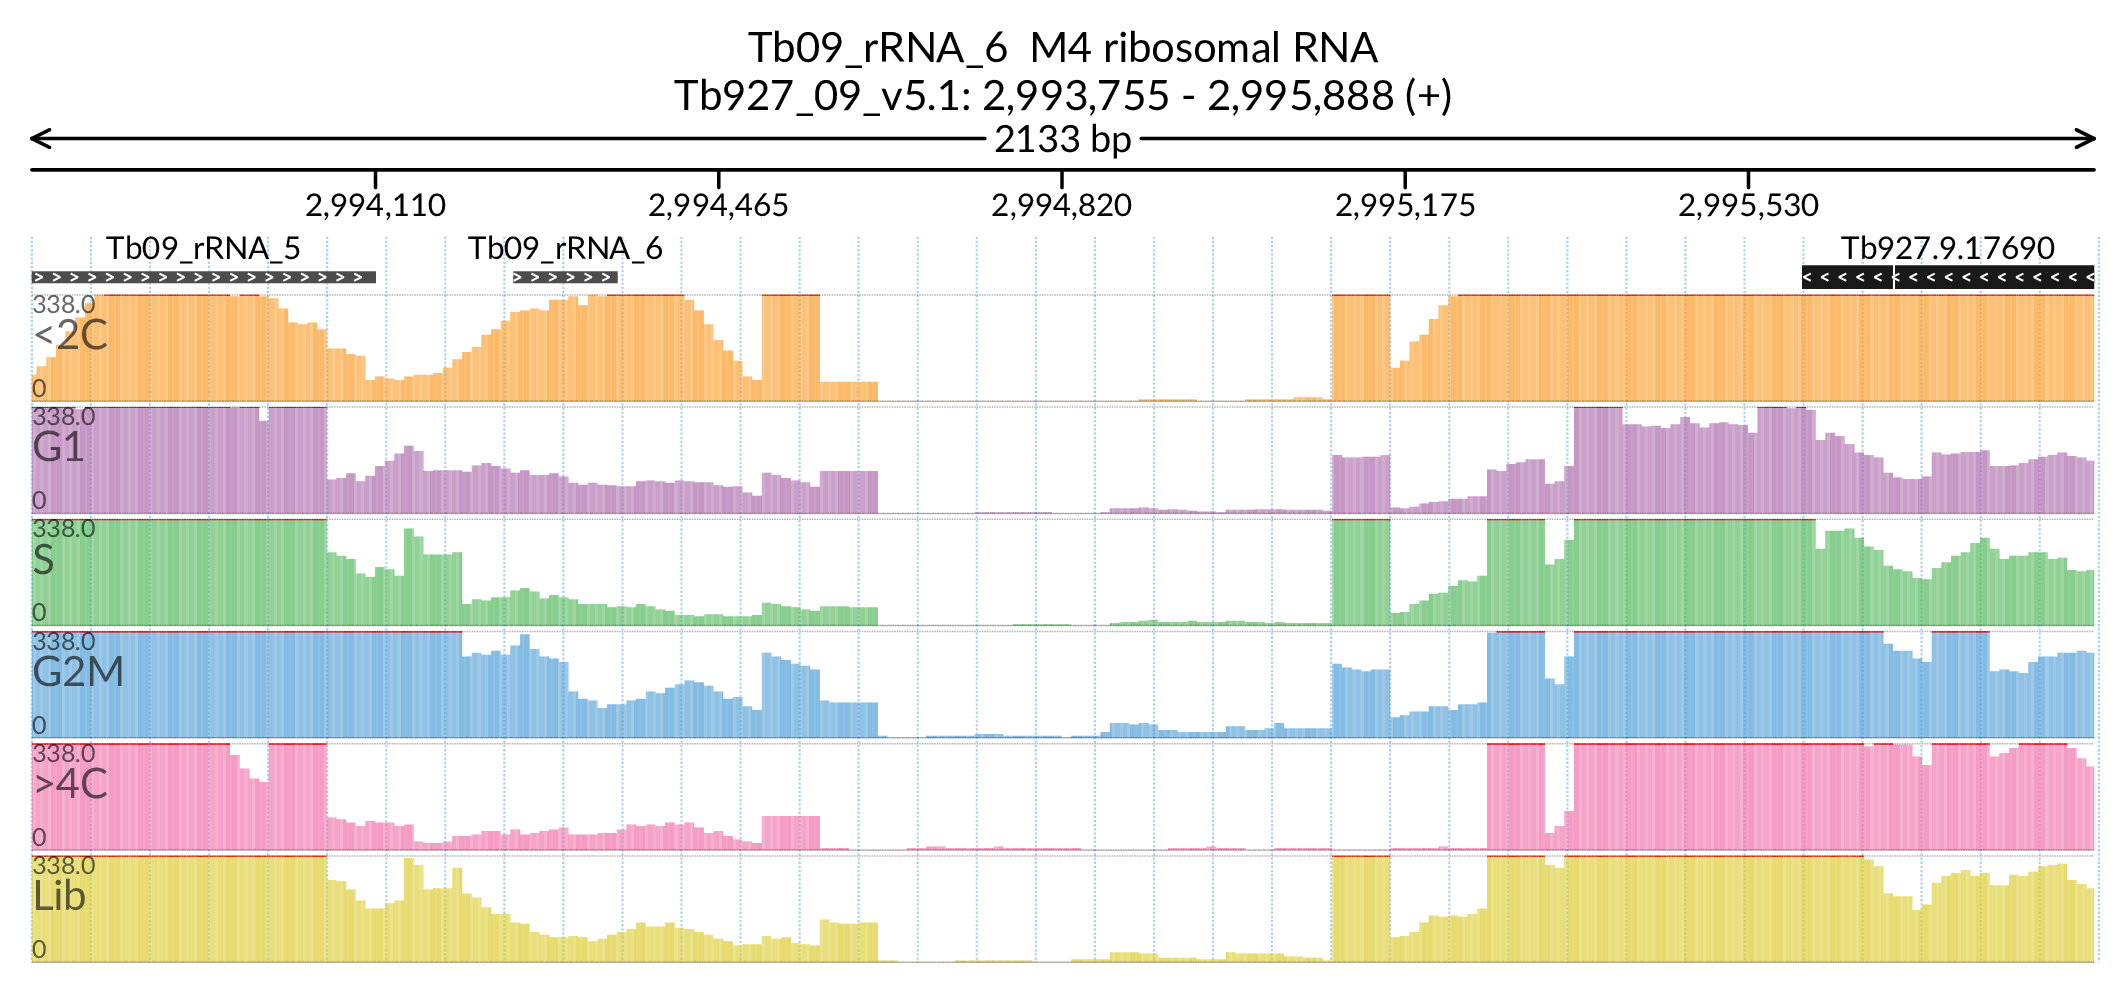 Tb09_rRNA_6 M4 ribosomal RNA
Tb927_09_v5.1: 2,993,755 - 2,995,888 (+)
2133 bp
2,994,110 2,994,465 2,994,820 2,995,175 2,995,530
Tb09_rRNA_5 Tb09_rRNA_6 Tb927.9.17690
338.0
<2C
0
338.0
G1
0
338.0
S
0
338.0
G2M
0
338.0
>4C
0
338.0
Lib
0